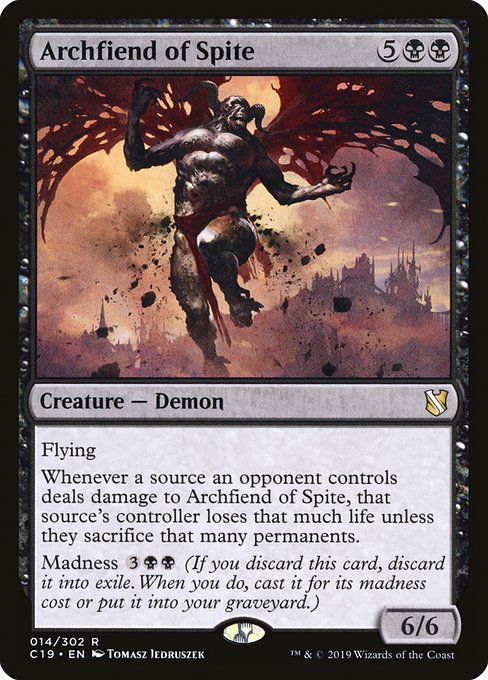 Archfiend of Spite 5
Creature — Demon
Flying
Whenever a source an opponent controls
deals damage to Archfiend of Spite, that
source's controller loses that much life unless
they sacrifice that many permanents.
Madness 3 (If you discard this card, discard
it into exile. When you do, cast it for its madness
cost or put it into your graveyard.)
6/6
014/302 R
C19 • EN Tomasz Jedruszek
™ & © 2019 Wizards of the Coast